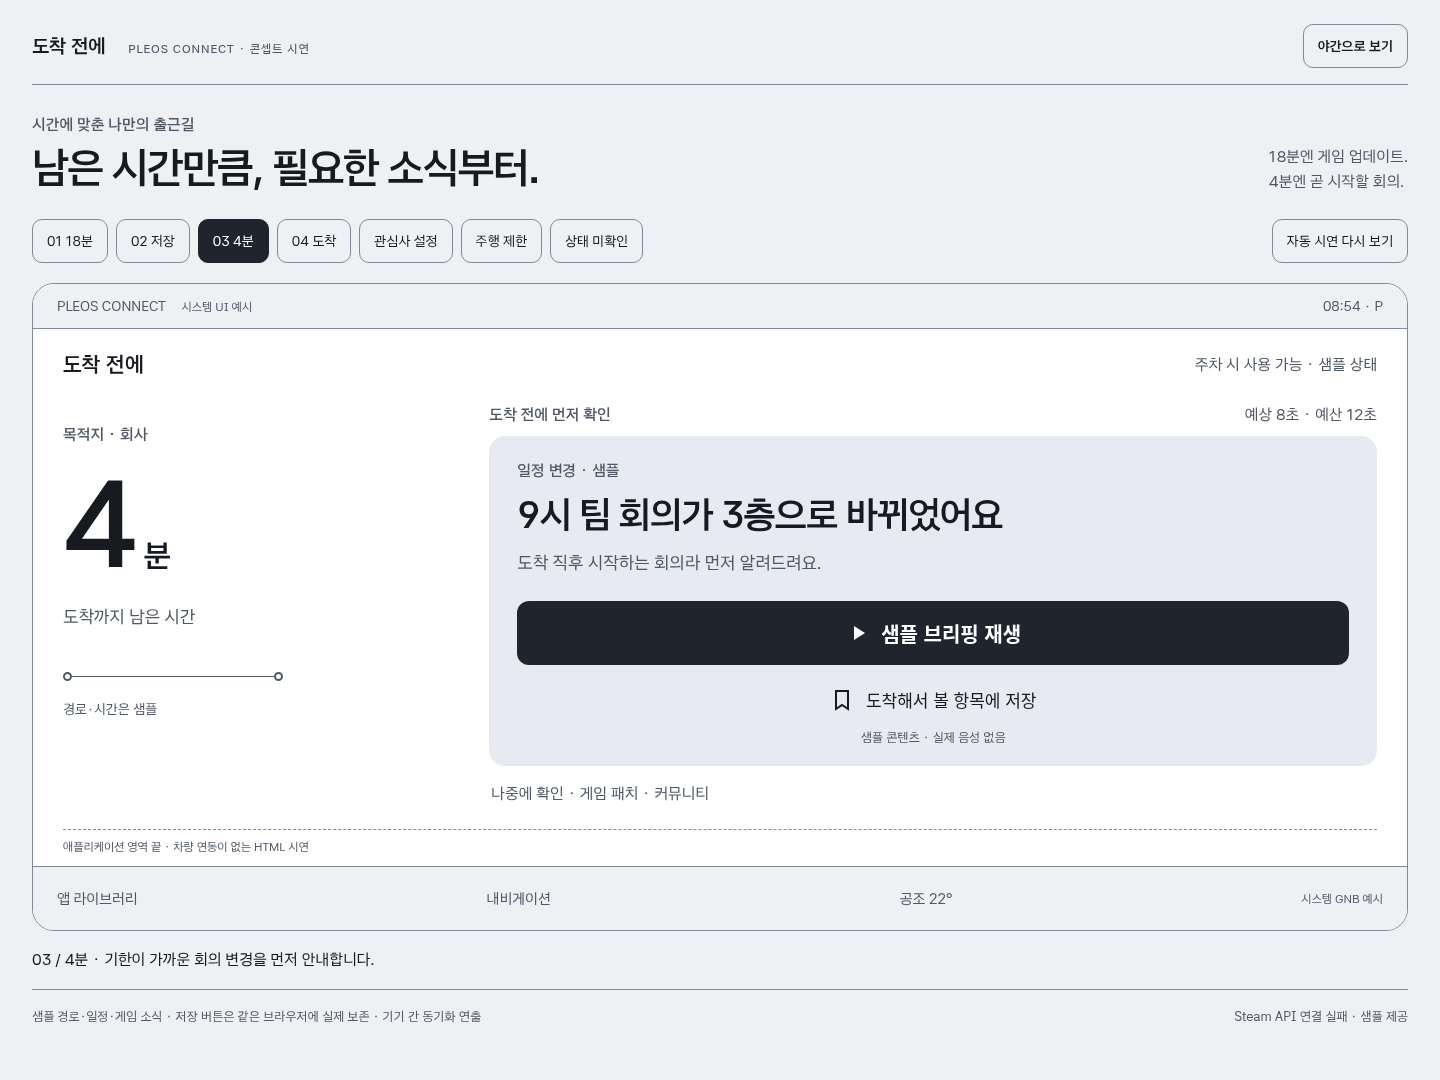 도착 전에
PLEOS CONNECT · 콘셉트 시연
야간으로 보기
시간에 맞춘 나만의 출근길
남은 시간만큼, 필요한 소식부터.
18분엔 게임 업데이트.
4분엔 곧 시작할 회의.
01 18분
02 저장
03 4분
04 도착
관심사 설정
주행 제한
상태 미확인
자동 시연 다시 보기
PLEOS CONNECT
시스템 UI 예시
08:54 · P
도착 전에
주차 시 사용 가능 · 샘플 상태
목적지 · 회사
4분
도착까지 남은 시간
경로·시간은 샘플
도착 전에 먼저 확인
예상 8초 · 예산 12초
일정 변경 · 샘플
9시 팀 회의가 3층으로 바뀌었어요
도착 직후 시작하는 회의라 먼저 알려드려요.
샘플 브리핑 재생
도착해서 볼 항목에 저장
샘플 콘텐츠 · 실제 음성 없음
나중에 확인 · 게임 패치 · 커뮤니티
애플리케이션 영역 끝 · 차량 연동이 없는 HTML 시연
앱 라이브러리
내비게이션
공조 22°
시스템 GNB 예시
03 / 4분 · 기한이 가까운 회의 변경을 먼저 안내합니다.
샘플 경로·일정·게임 소식 · 저장 버튼은 같은 브라우저에 실제 보존 · 기기 간 동기화 연출
Steam API 연결 실패 · 샘플 제공